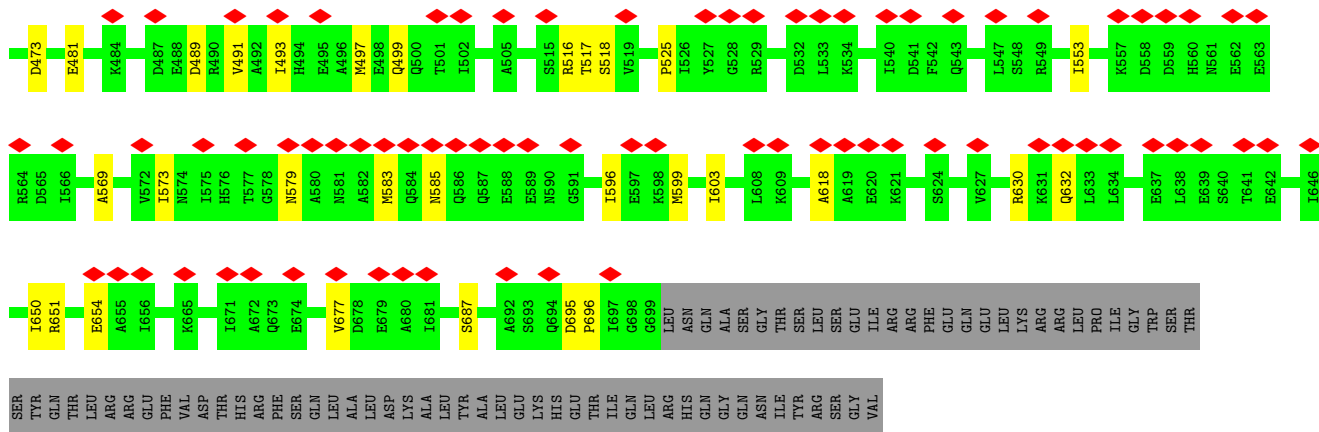 D473 E481 K484 D487 E488 D489 R490 V491 A492 I493 H494 E495 A496 M497 E498 Q499 Q500 T501 I502 A505 S515 R516 T517 S518 V519 P525 I526 Y527 G528 R529 D532 L533 K534 I540 D541 F542 Q543 L547 S548 R549 I553 K557 D558 D559 H560 N561 E562 E563
R564 D565 I566 A569 V572 I573 N574 I575 H576 T577 G578 N579 A580 N581 A582 M583 Q584 N585 Q586 Q587 E588 E589 N590 G591 I596 E597 K598 M599 I603 L608 K609 A618 A619 E620 K621 S624 V627 R630 K631 Q632 L633 L634 E637 L638 E639 S640 T641 E642 I646
I650 R651 E654 A655 I656 K665 I671 A672 Q673 E674 V677 D678 E679 A680 I681 S687 A692 S693 Q694 D695 P696 I697 G698 G699 LEU ASN GLN ALA SER GLY THR SER LEU SER GLU ILE ARG ARG PHE GLU GLN GLU LEU LYS ARG ARG LEU PRO ILE GLY TRP SER THR
SER TYR GLN THR LEU ARG ARG GLU PHE VAL ASP THR HIS ARG PHE SER GLN LEU ALA LEU ASP LYS ALA LEU TYR ALA LEU GLU LYS HIS GLU THR ILE GLN LEU ARG HIS GLN GLY GLN ASN ILE TYR ARG SER GLY VAL